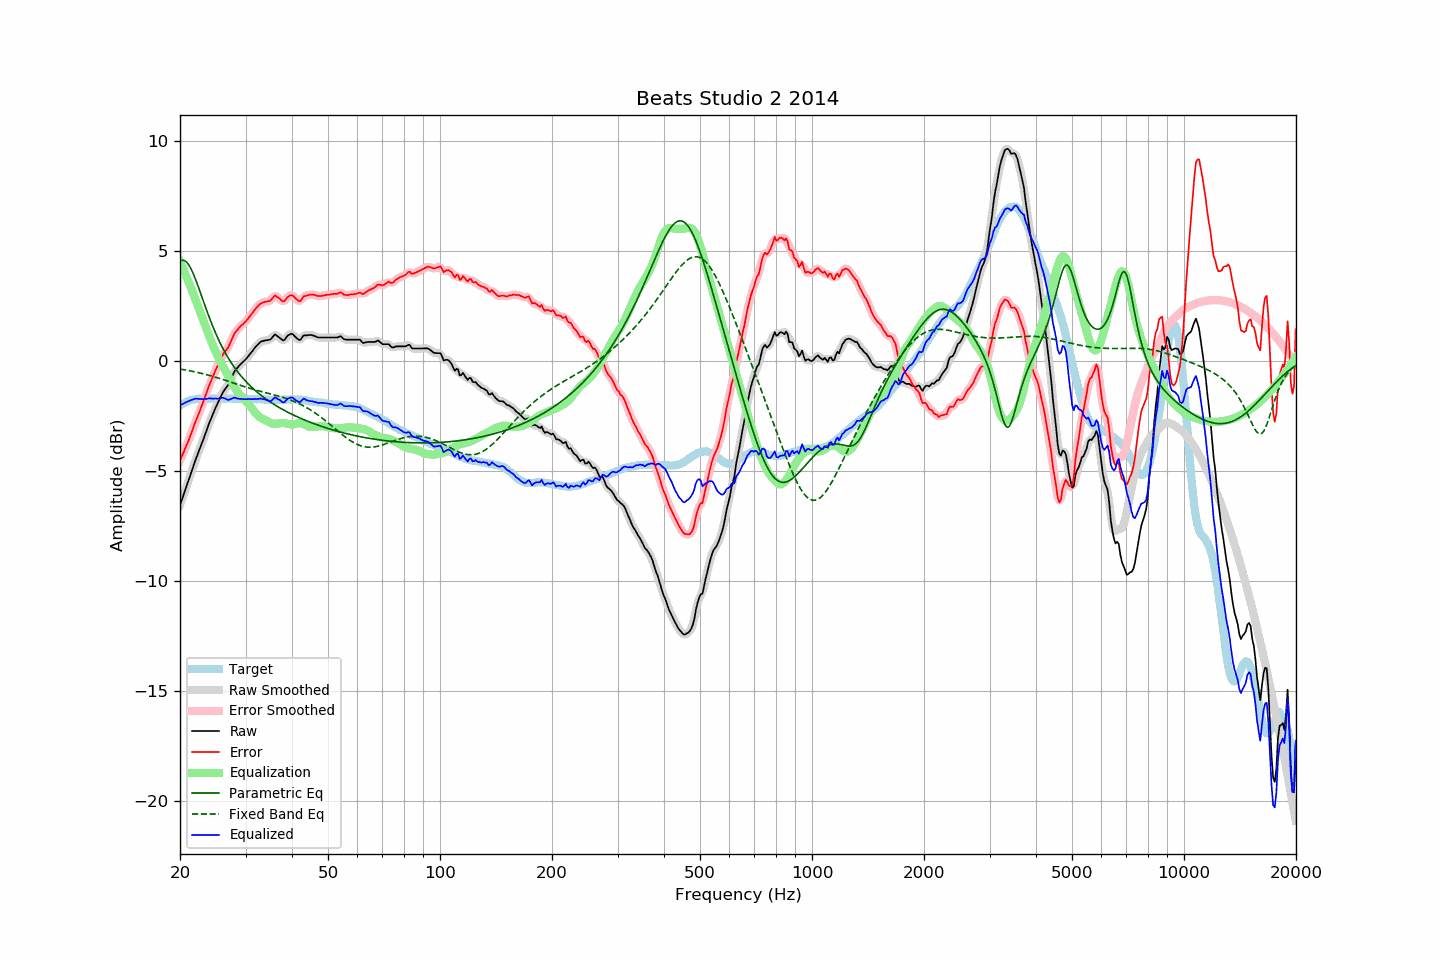 Beats Studio 2 2014
Amplitude (dBr)
10
5
0
−5
−10
−15
−20
Target
Raw Smoothed
Error Smoothed
Raw
Error
Equalization
Parametric Eq
Fixed Band Eq
Equalized
20 50 100 200 500 1000 2000 5000 10000 20000
Frequency (Hz)